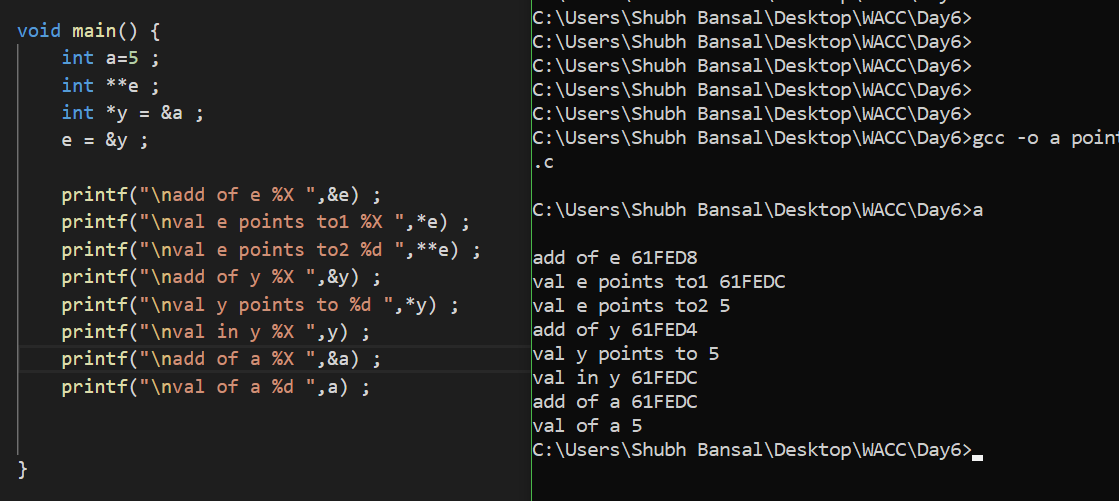 void main() {
int a=5 ;
int **e ;
int *y = &a ;
e = &y ;
printf("\nadd of e %X ",&e) ;
printf("\nval e points to1 %X ",*e) ;
printf("\nval e points to2 %d ",**e) ;
printf("\nadd of y %X ",&y) ;
printf("\nval y points to %d ",*y) ;
printf("\nval in y %X ",y) ;
printf("\nadd of a %X ",&a) ;
printf("\nval of a %d ",a) ;
}
C:\Users\Shubh Bansal\Desktop\WACC\Day6>
C:\Users\Shubh Bansal\Desktop\WACC\Day6>
C:\Users\Shubh Bansal\Desktop\WACC\Day6>
C:\Users\Shubh Bansal\Desktop\WACC\Day6>
C:\Users\Shubh Bansal\Desktop\WACC\Day6>
C:\Users\Shubh Bansal\Desktop\WACC\Day6>gcc -o a point
.c
C:\Users\Shubh Bansal\Desktop\WACC\Day6>a
add of e 61FED8
val e points to1 61FEDC
val e points to2 5
add of y 61FED4
val y points to 5
val in y 61FEDC
add of a 61FEDC
val of a 5
C:\Users\Shubh Bansal\Desktop\WACC\Day6>